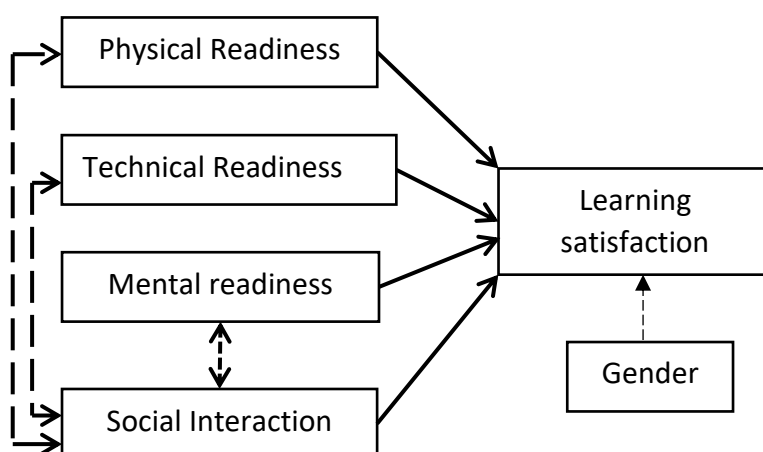 Physical Readiness
Technical Readiness
Learning
satisfaction
Mental readiness
Gender
Social Interaction